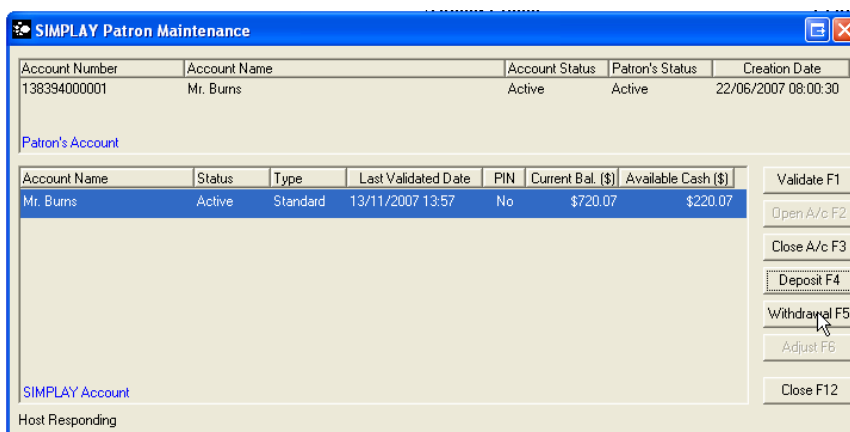 SIMPLAY Patron Maintenance
Account Number Account Name Account Status Patron's Status Creation Date
138394000001 Mr. Burns Active Active 22/06/2007 08:00:30
Patron's Account
Account Name Status Type Last Validated Date PIN Current Bal. ($) Available Cash ($)
Mr. Burns Active Standard 13/11/2007 13:57 No $720.07 $220.07
Validate F1
Open A/c F2
Close A/c F3
Deposit F4
Withdrawal F5
Adjust F6
Close F12
SIMPLAY Account
Host Responding